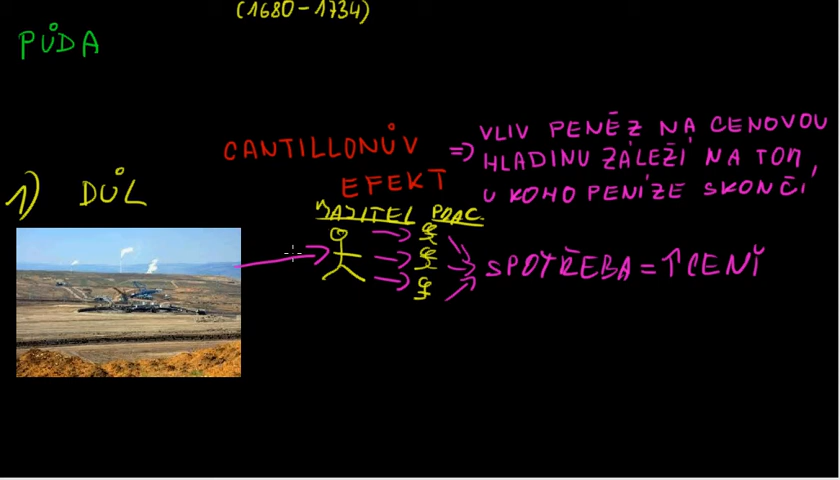 (1680-1734)
PŮDA
CANTILLONŮV
EFEKT
=> VLIV PENĚZ NA CENOVOU
HLADINU ZÁLEŽÍ NA TOM,
U KOHO PENÍZE SKONČÍ
1) DŮL
MAJITEL PRAC.
SPOTŘEBA = ↑CENY